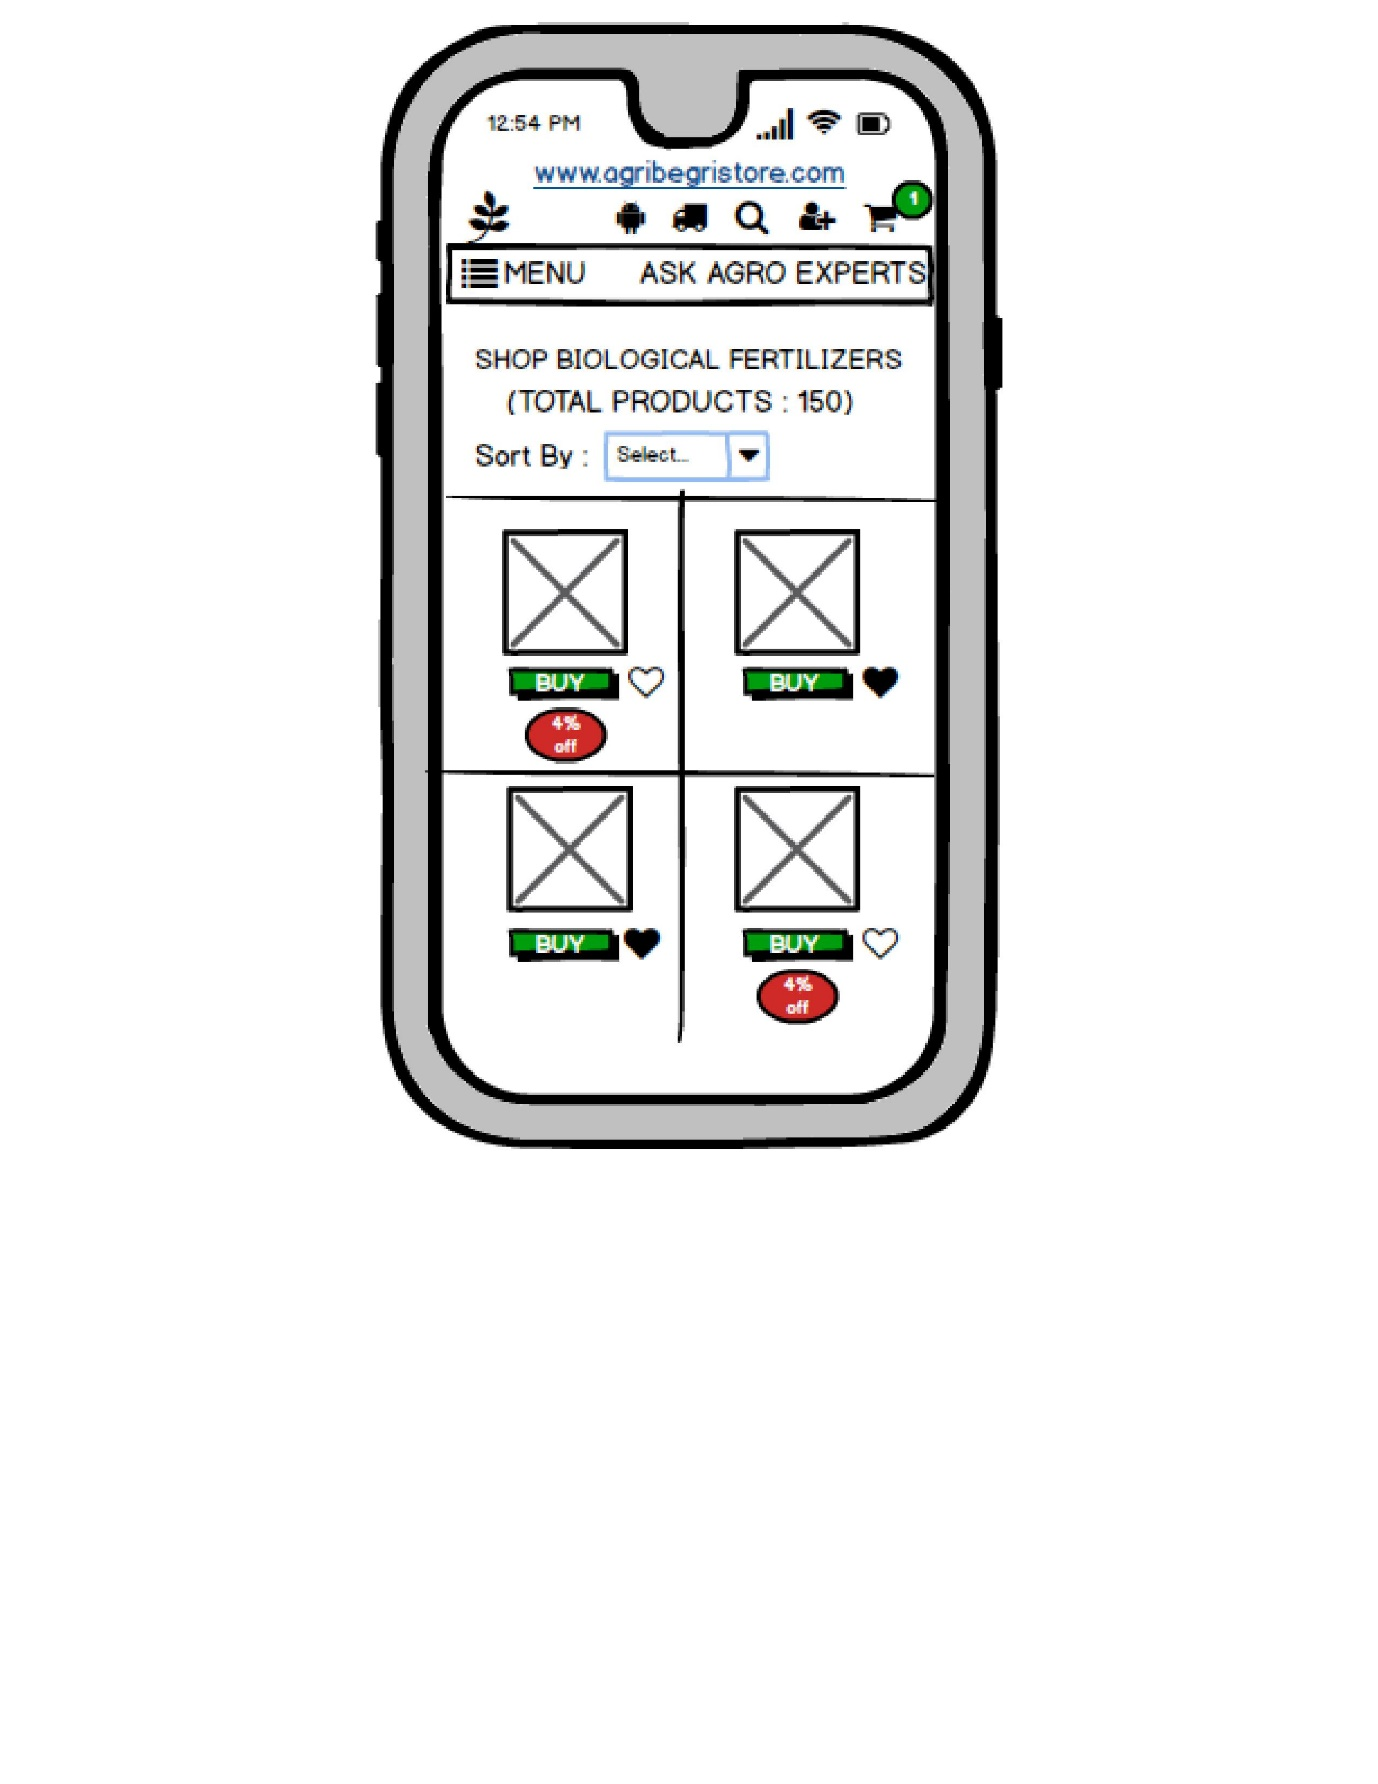 12:54 PM
www.agribegristore.com
1
MENU ASK AGRO EXPERTS
SHOP BIOLOGICAL FERTILIZERS
(TOTAL PRODUCTS : 150)
Sort By : Select...
BUY BUY
4%
off
BUY BUY
4%
off